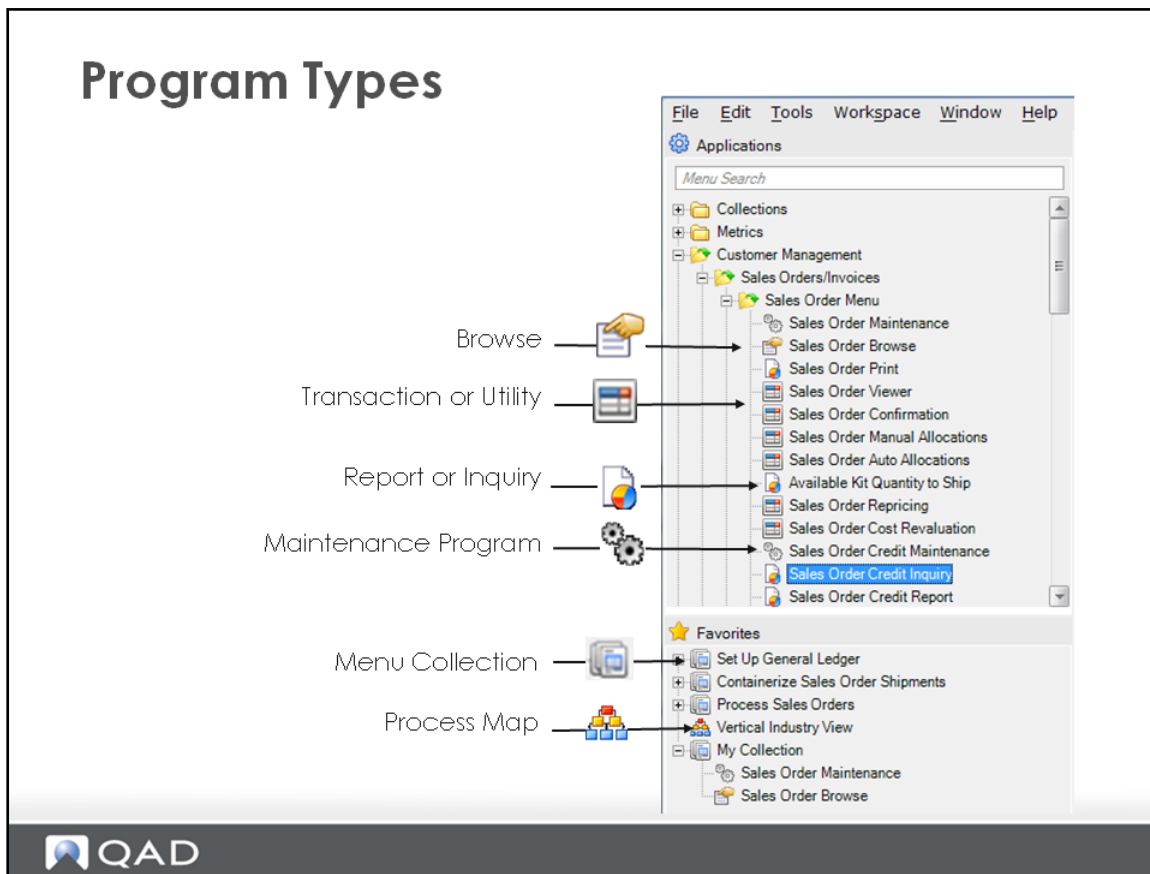 Program Types
File Edit Tools Workspace Window Help
Applications
Menu Search
Collections
Metrics
Customer Management
Sales Orders/Invoices
Sales Order Menu
Sales Order Maintenance
Browse
Sales Order Browse
Sales Order Print
Transaction or Utility
Sales Order Viewer
Sales Order Confirmation
Sales Order Manual Allocations
Sales Order Auto Allocations
Report or Inquiry
Available Kit Quantity to Ship
Sales Order Repricing
Sales Order Cost Revaluation
Maintenance Program
Sales Order Credit Maintenance
Sales Order Credit Inquiry
Sales Order Credit Report
Favorites
Menu Collection
Set Up General Ledger
Containerize Sales Order Shipments
Process Sales Orders
Process Map
Vertical Industry View
My Collection
Sales Order Maintenance
Sales Order Browse
QAD